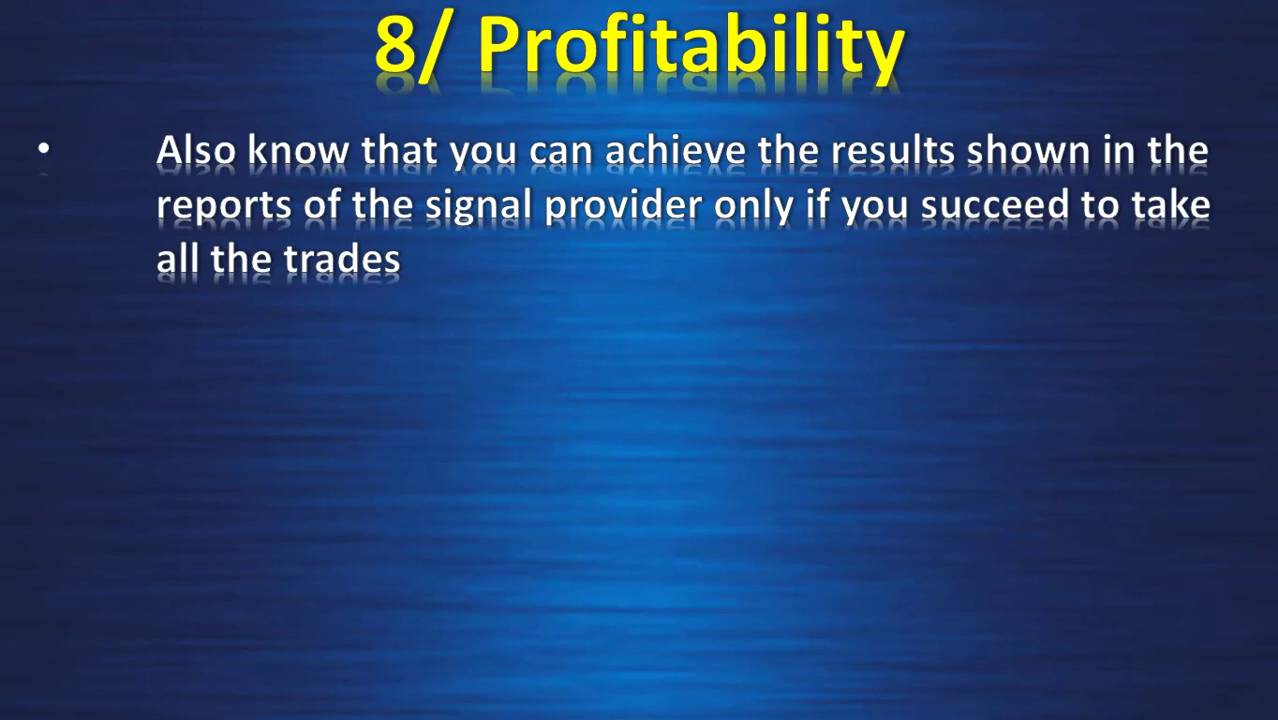 8/ Profitability
• Also know that you can achieve the results shown in the
reports of the signal provider only if you succeed to take
all the trades